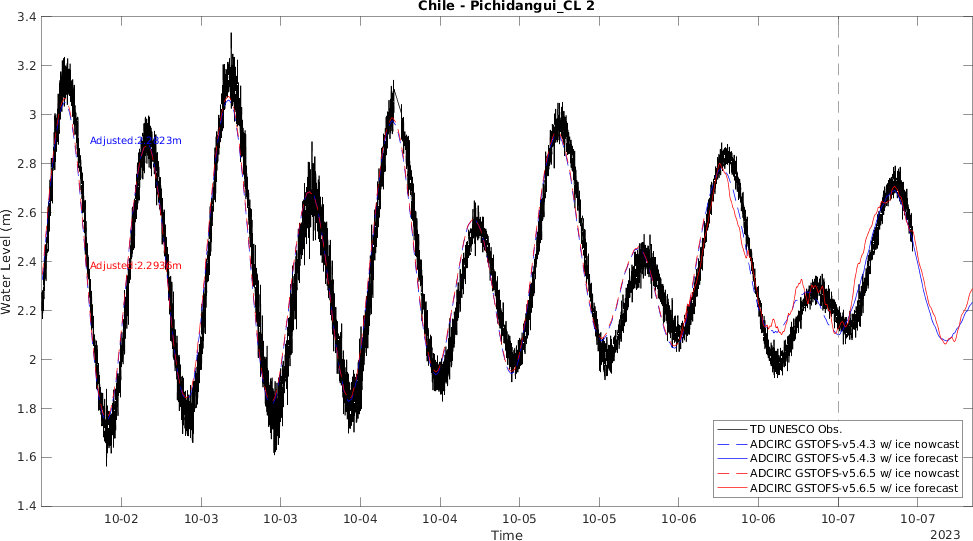 Chile - Pichidangui_CL 2
3.4
3.2
3
2.8
2.6
2.4
2.2
2
1.8
1.6
1.4
Water Level (m)
Adjusted:
Adjusted:2.2936m
TD UNESCO Obs.
ADCIRC GSTOFS-v5.4.3 w/ ice nowcast
ADCIRC GSTOFS-v5.4.3 w/ ice forecast
ADCIRC GSTOFS-v5.6.5 w/ ice nowcast
ADCIRC GSTOFS-v5.6.5 w/ ice forecast
10-02 10-03 10-03 10-04 10-04 10-05 10-05 10-06 10-06 10-07 10-07
Time
2023